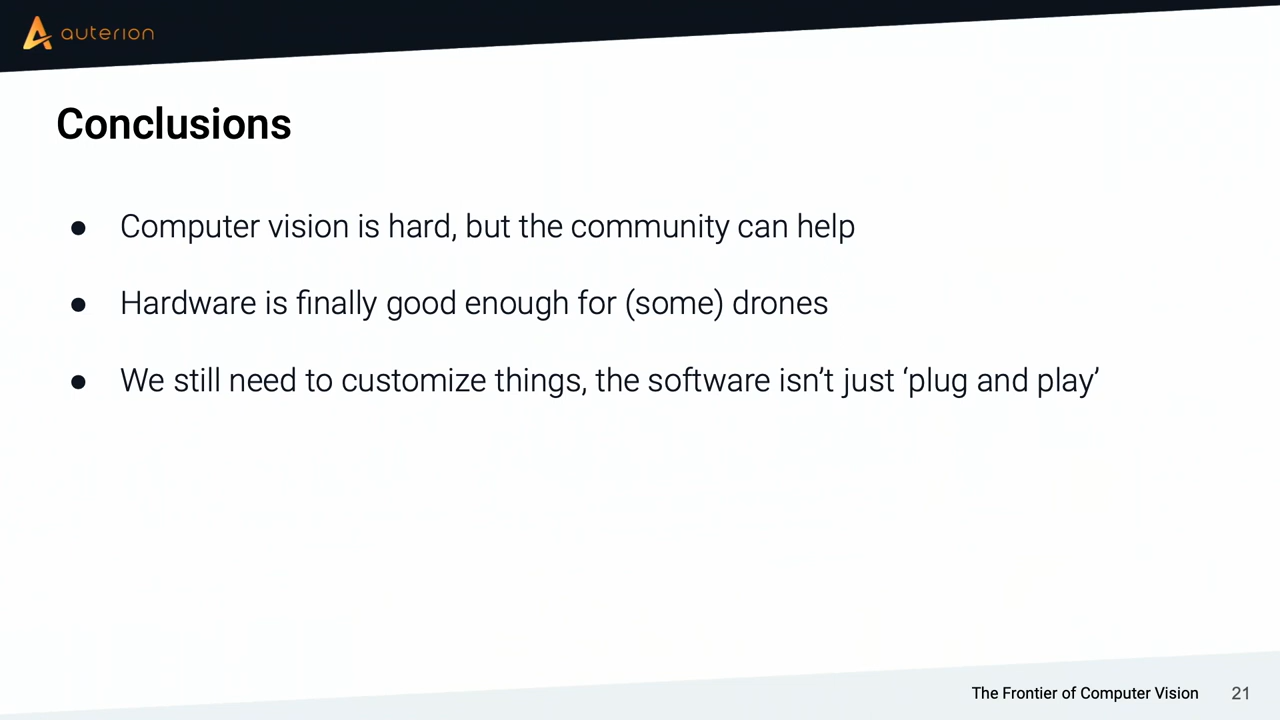 auterion
Conclusions
● Computer vision is hard, but the community can help
● Hardware is finally good enough for (some) drones
● We still need to customize things, the software isn’t just ‘plug and play’
The Frontier of Computer Vision 21